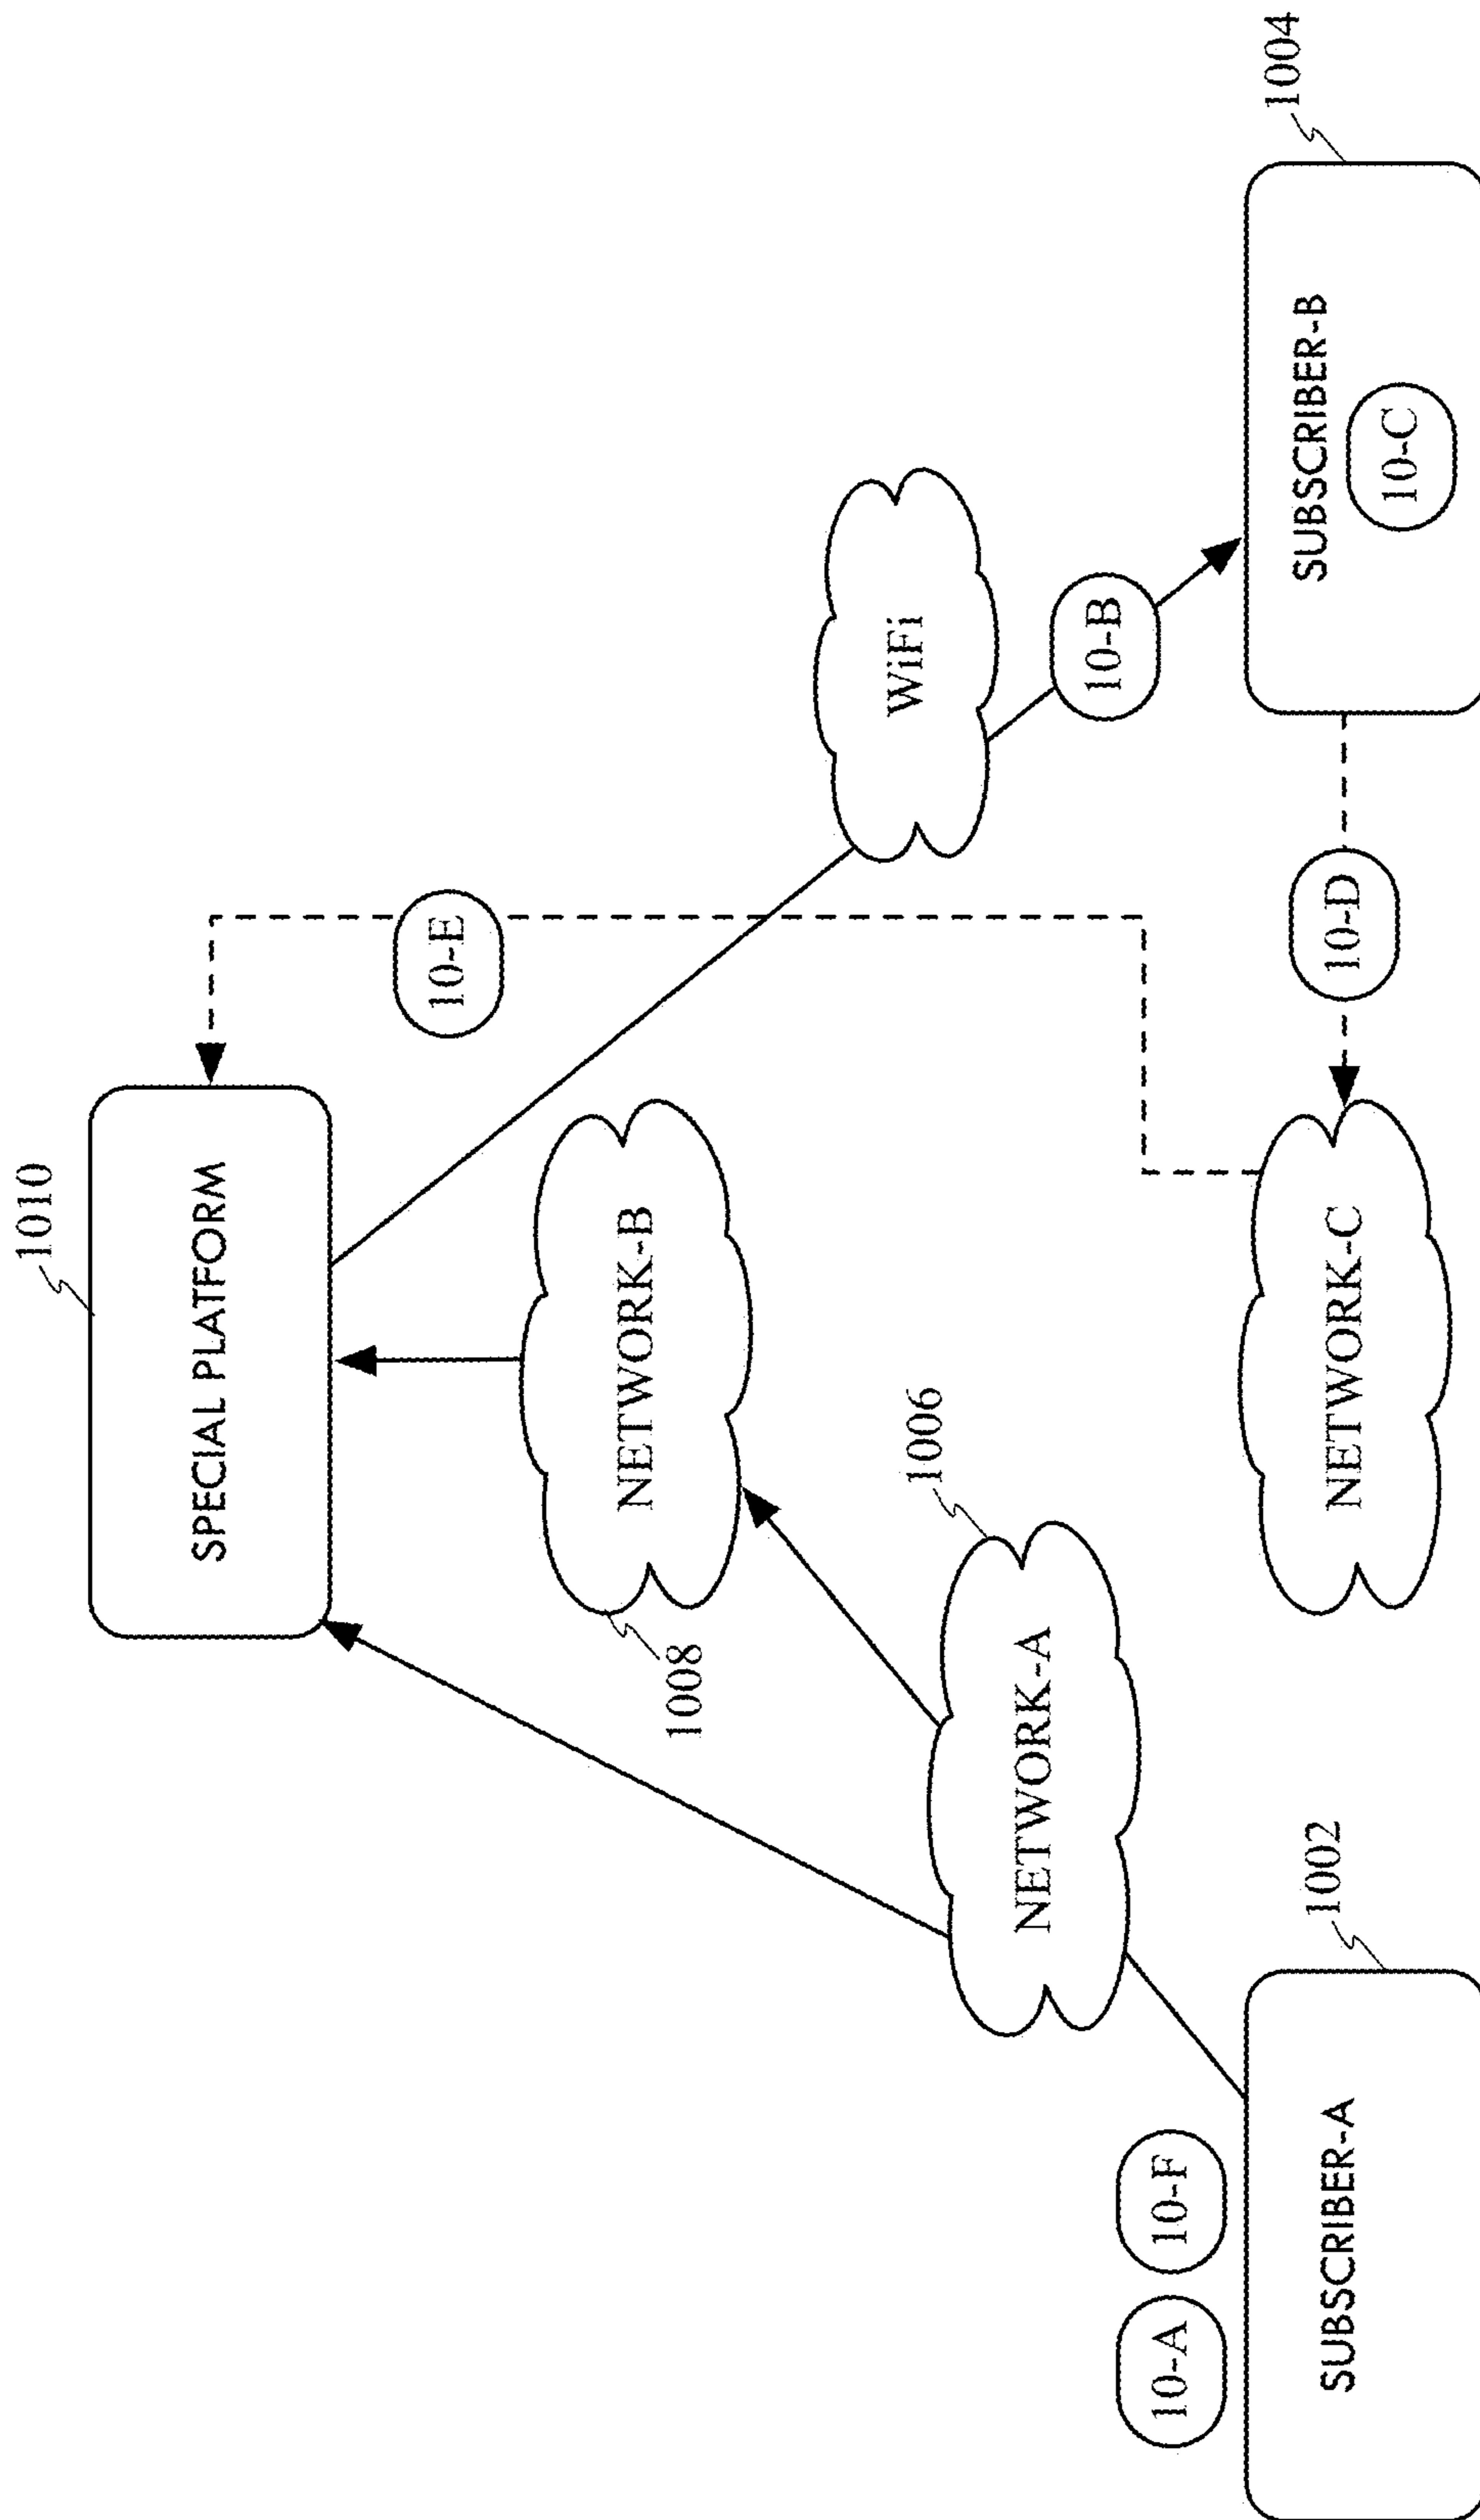 1010
SPECIAL PLATFORM
10-E
NETWORK-B
1008
WiFi
1006
NETWORK-A
10-B
10-A
10-F
1002
SUBSCRIBER-A
NETWORK-C
10-D
1004
SUBSCRIBER-B
10-C